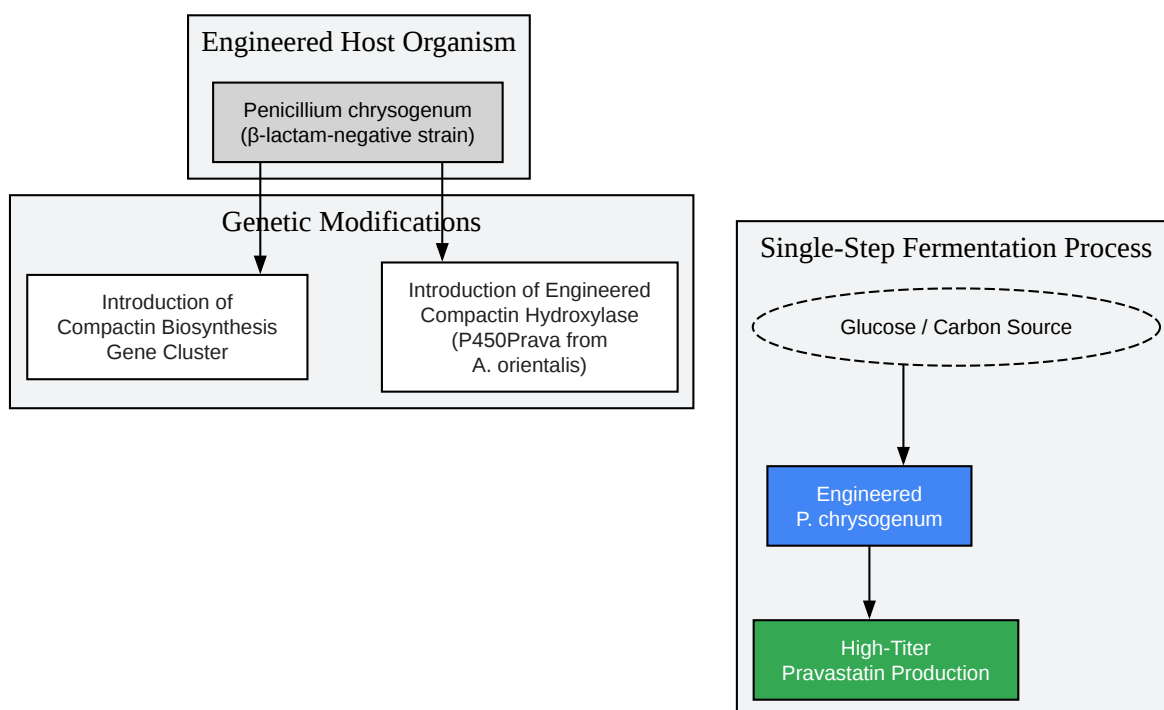 Engineered Host Organism
Penicillium chrysogenum
(β-lactam-negative strain)
Genetic Modifications
Introduction of
Compactin Biosynthesis
Gene Cluster
Introduction of Engineered
Compactin Hydroxylase
(P450Prava from
A. orientalis)
Single-Step Fermentation Process
Glucose / Carbon Source
Engineered
P. chrysogenum
High-Titer
Pravastatin Production